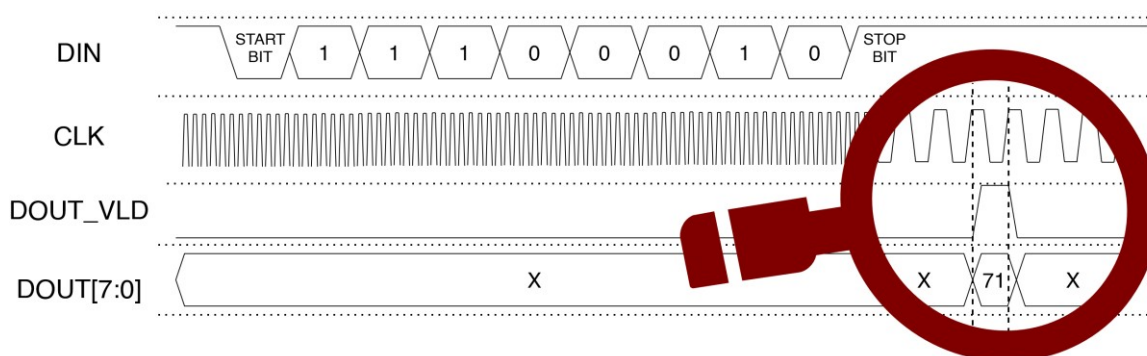 DIN START BIT 1 1 1 0 0 0 1 0 STOP BIT
CLK
DOUT_VLD
DOUT[7:0] X X 71 X